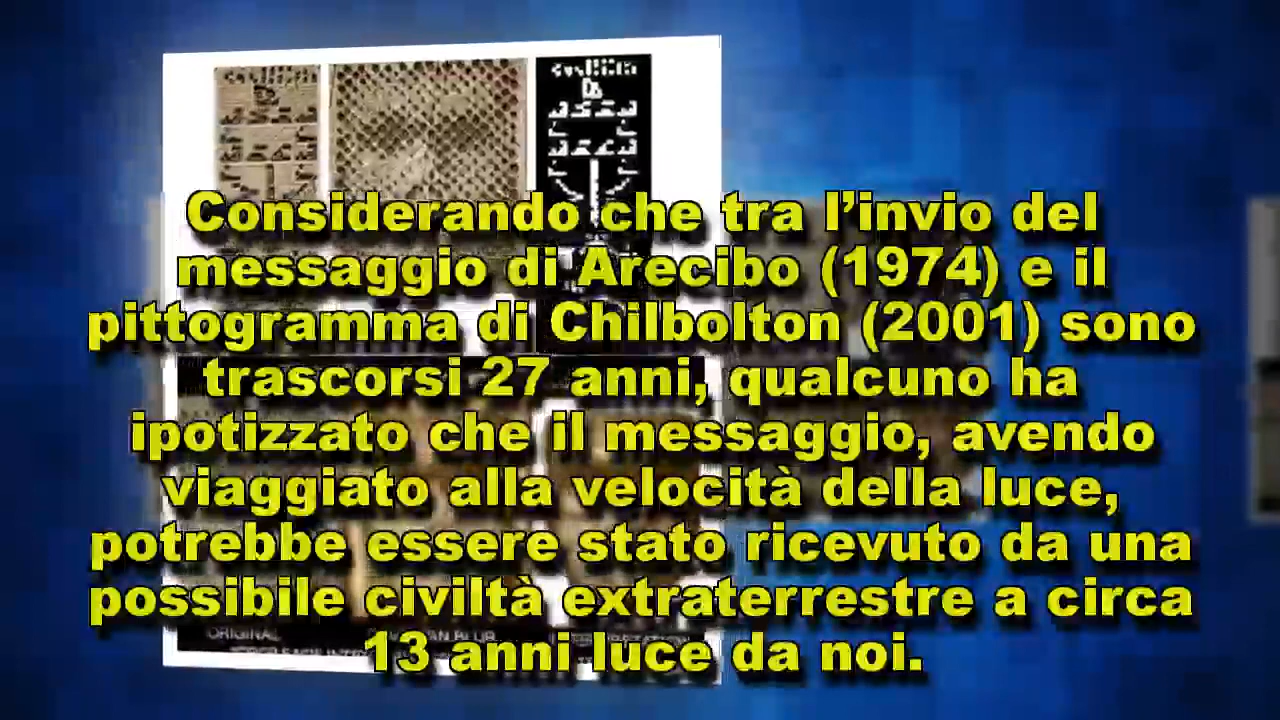 Considerando che tra l’invio del
messaggio di Arecibo (1974) e il
pittogramma di Chilbolton (2001) sono
trascorsi 27 anni, qualcuno ha
ipotizzato che il messaggio, avendo
viaggiato alla velocità della luce,
potrebbe essere stato ricevuto da una
possibile civiltà extraterrestre a circa
13 anni luce da noi.
ORIGINAL